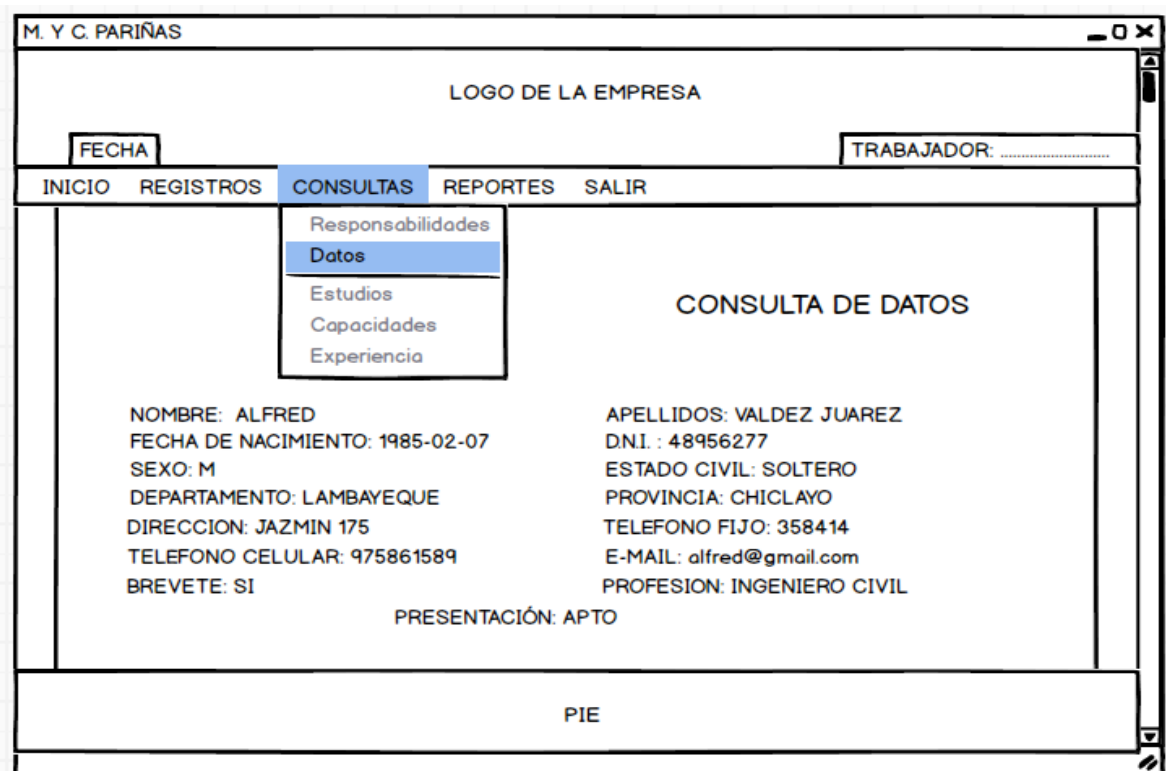 M. Y C. PARIÑAS
LOGO DE LA EMPRESA
FECHA
TRABAJADOR: ............................
INICIO REGISTROS CONSULTAS REPORTES SALIR
Responsabilidades
Datos
Estudios
Capacidades
Experiencia
CONSULTA DE DATOS
NOMBRE: ALFRED APELLIDOS: VALDEZ JUAREZ
FECHA DE NACIMIENTO: 1985-02-07 D.N.I. : 48956277
SEXO: M ESTADO CIVIL: SOLTERO
DEPARTAMENTO: LAMBAYEQUE PROVINCIA: CHICLAYO
DIRECCION: JAZMIN 175 TELEFONO FIJO: 358414
TELEFONO CELULAR: 975861589 E-MAIL: alfred@gmail.com
BREVETE: SI PROFESION: INGENIERO CIVIL
PRESENTACIÓN: APTO
PIE